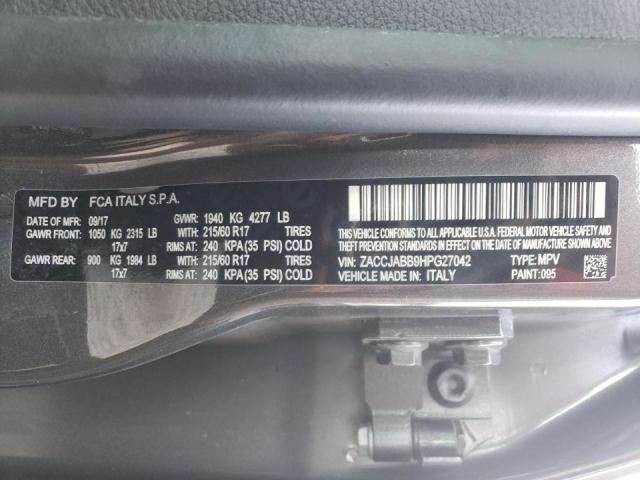 MFD BY FCA ITALY S.P.A.
DATE OF MFR: 09/17 GVWR: 1940 KG 4277 LB
GAWR FRONT: 1050 KG 2315 LB WITH 215/60 R17 TIRES
17x7 RIMS AT: 240 KPA (35 PSI) COLD
GAWR REAR: 900 KG 1984 LB WITH 215/60 R17 TIRES
17x7 RIMS AT: 240 KPA (35 PSI) COLD
THIS VEHICLE CONFORMS TO ALL APPLICABLE U.S.A. FEDERAL MOTOR
VEHICLE SAFETY, BUMPER, AND THEFT PREVENTION STANDARDS IN
EFFECT ON THE DATE OF MANUFACTURE SHOWN ABOVE.
VIN: ZACCJABB9HPG27042 TYPE: MPV
VEHICLE MADE IN: ITALY PAINT: 095